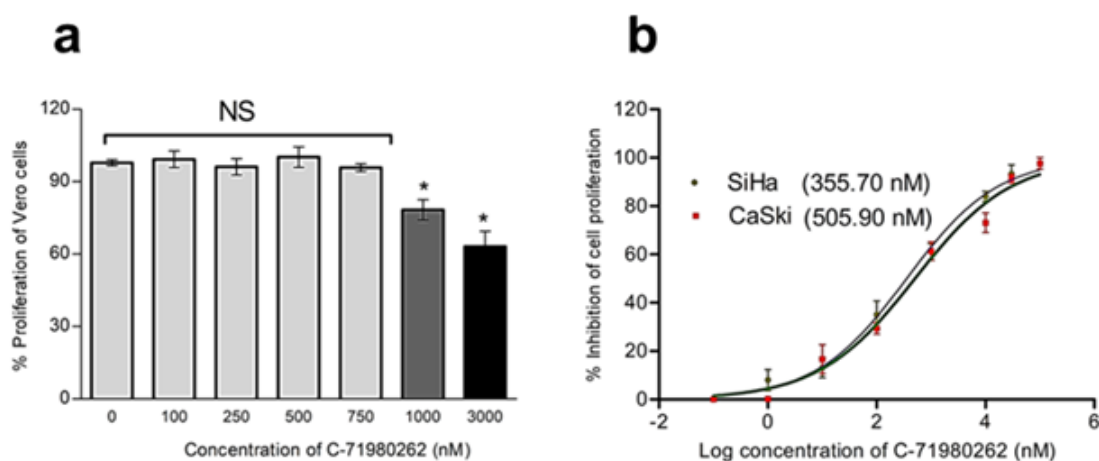 a
% Proliferation of Vero cells
120
90
60
30
0
NS
*
*
0 100 250 500 750 1000 3000
Concentration of C-71980262 (nM)
b
% Inhibition of cell proliferation
120
100
80
60
40
20
0
SiHa (355.70 nM)
CaSki (505.90 nM)
-2 0 2 4 6
Log concentration of C-71980262 (nM)